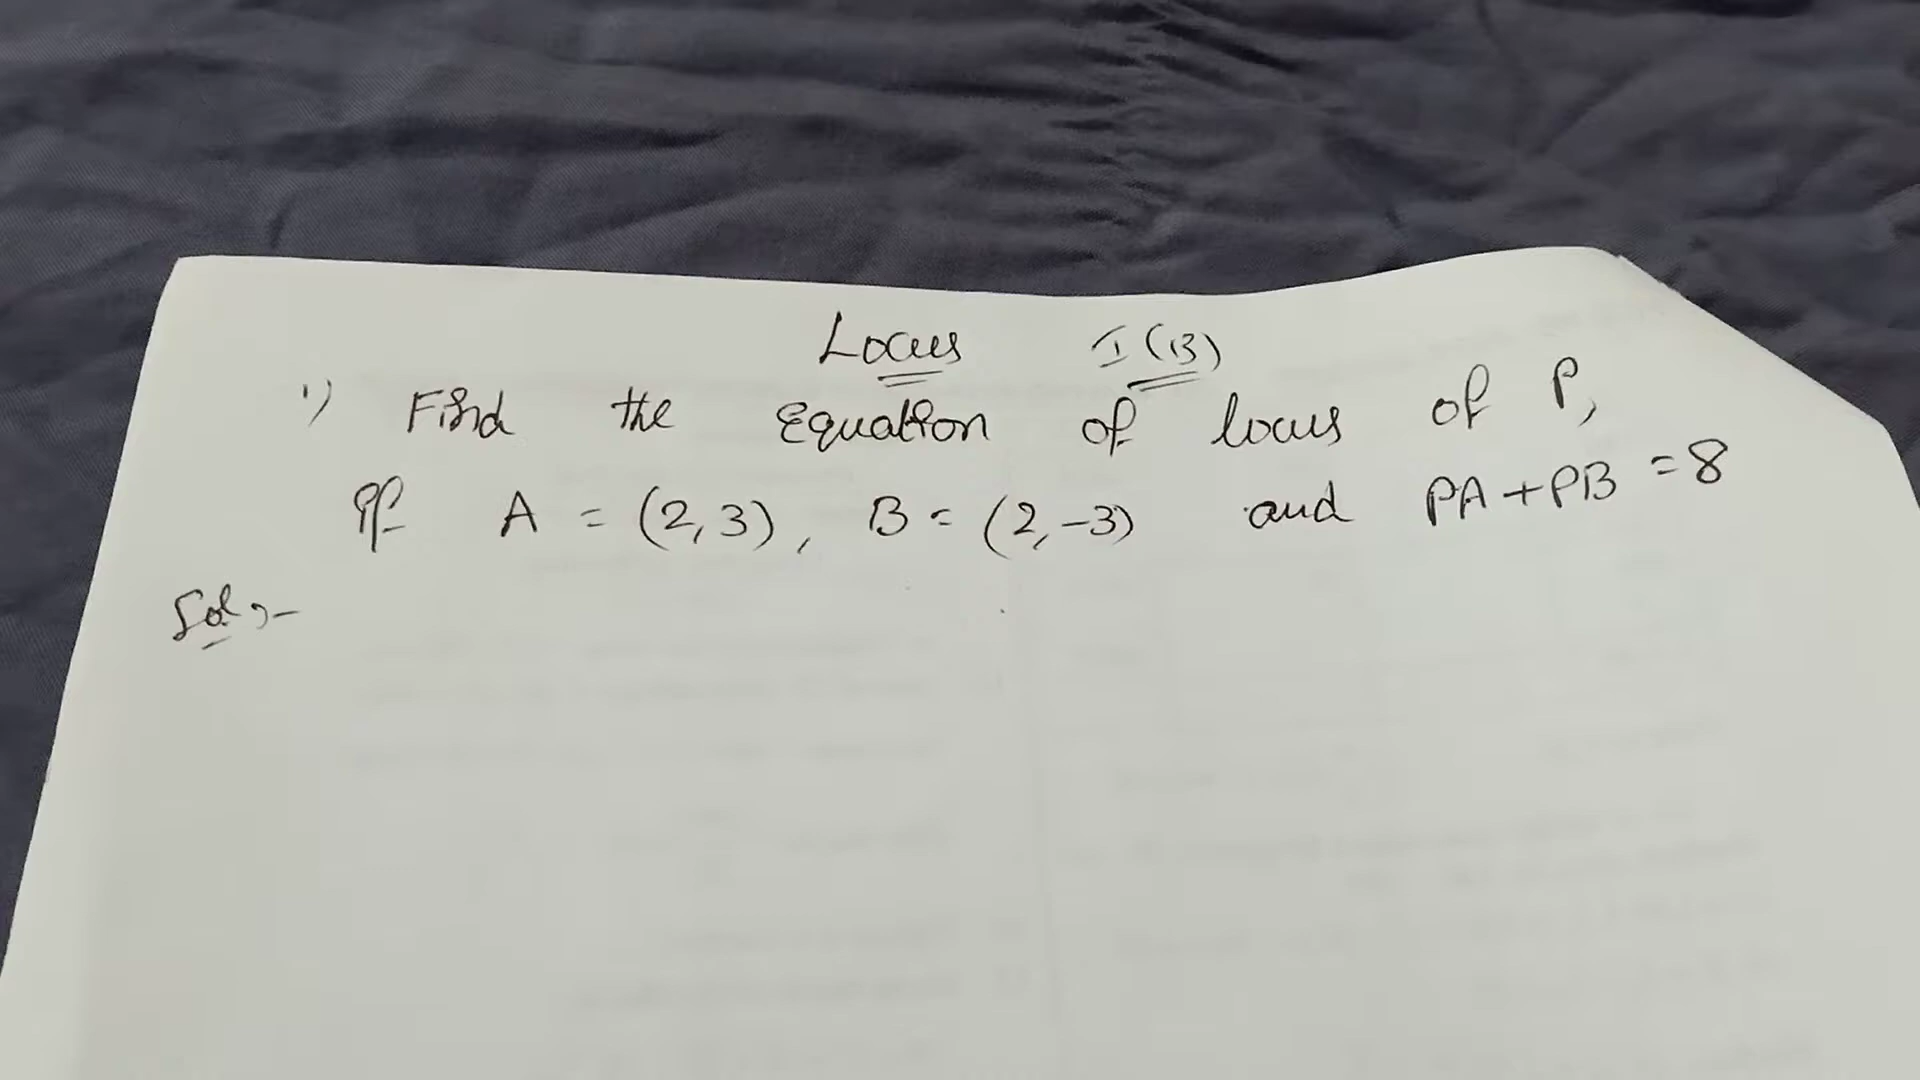 Locus I(B)
1) Find the Equation of locus of P,
if A = (2,3), B = (2,-3) and PA+PB = 8
Sol:-